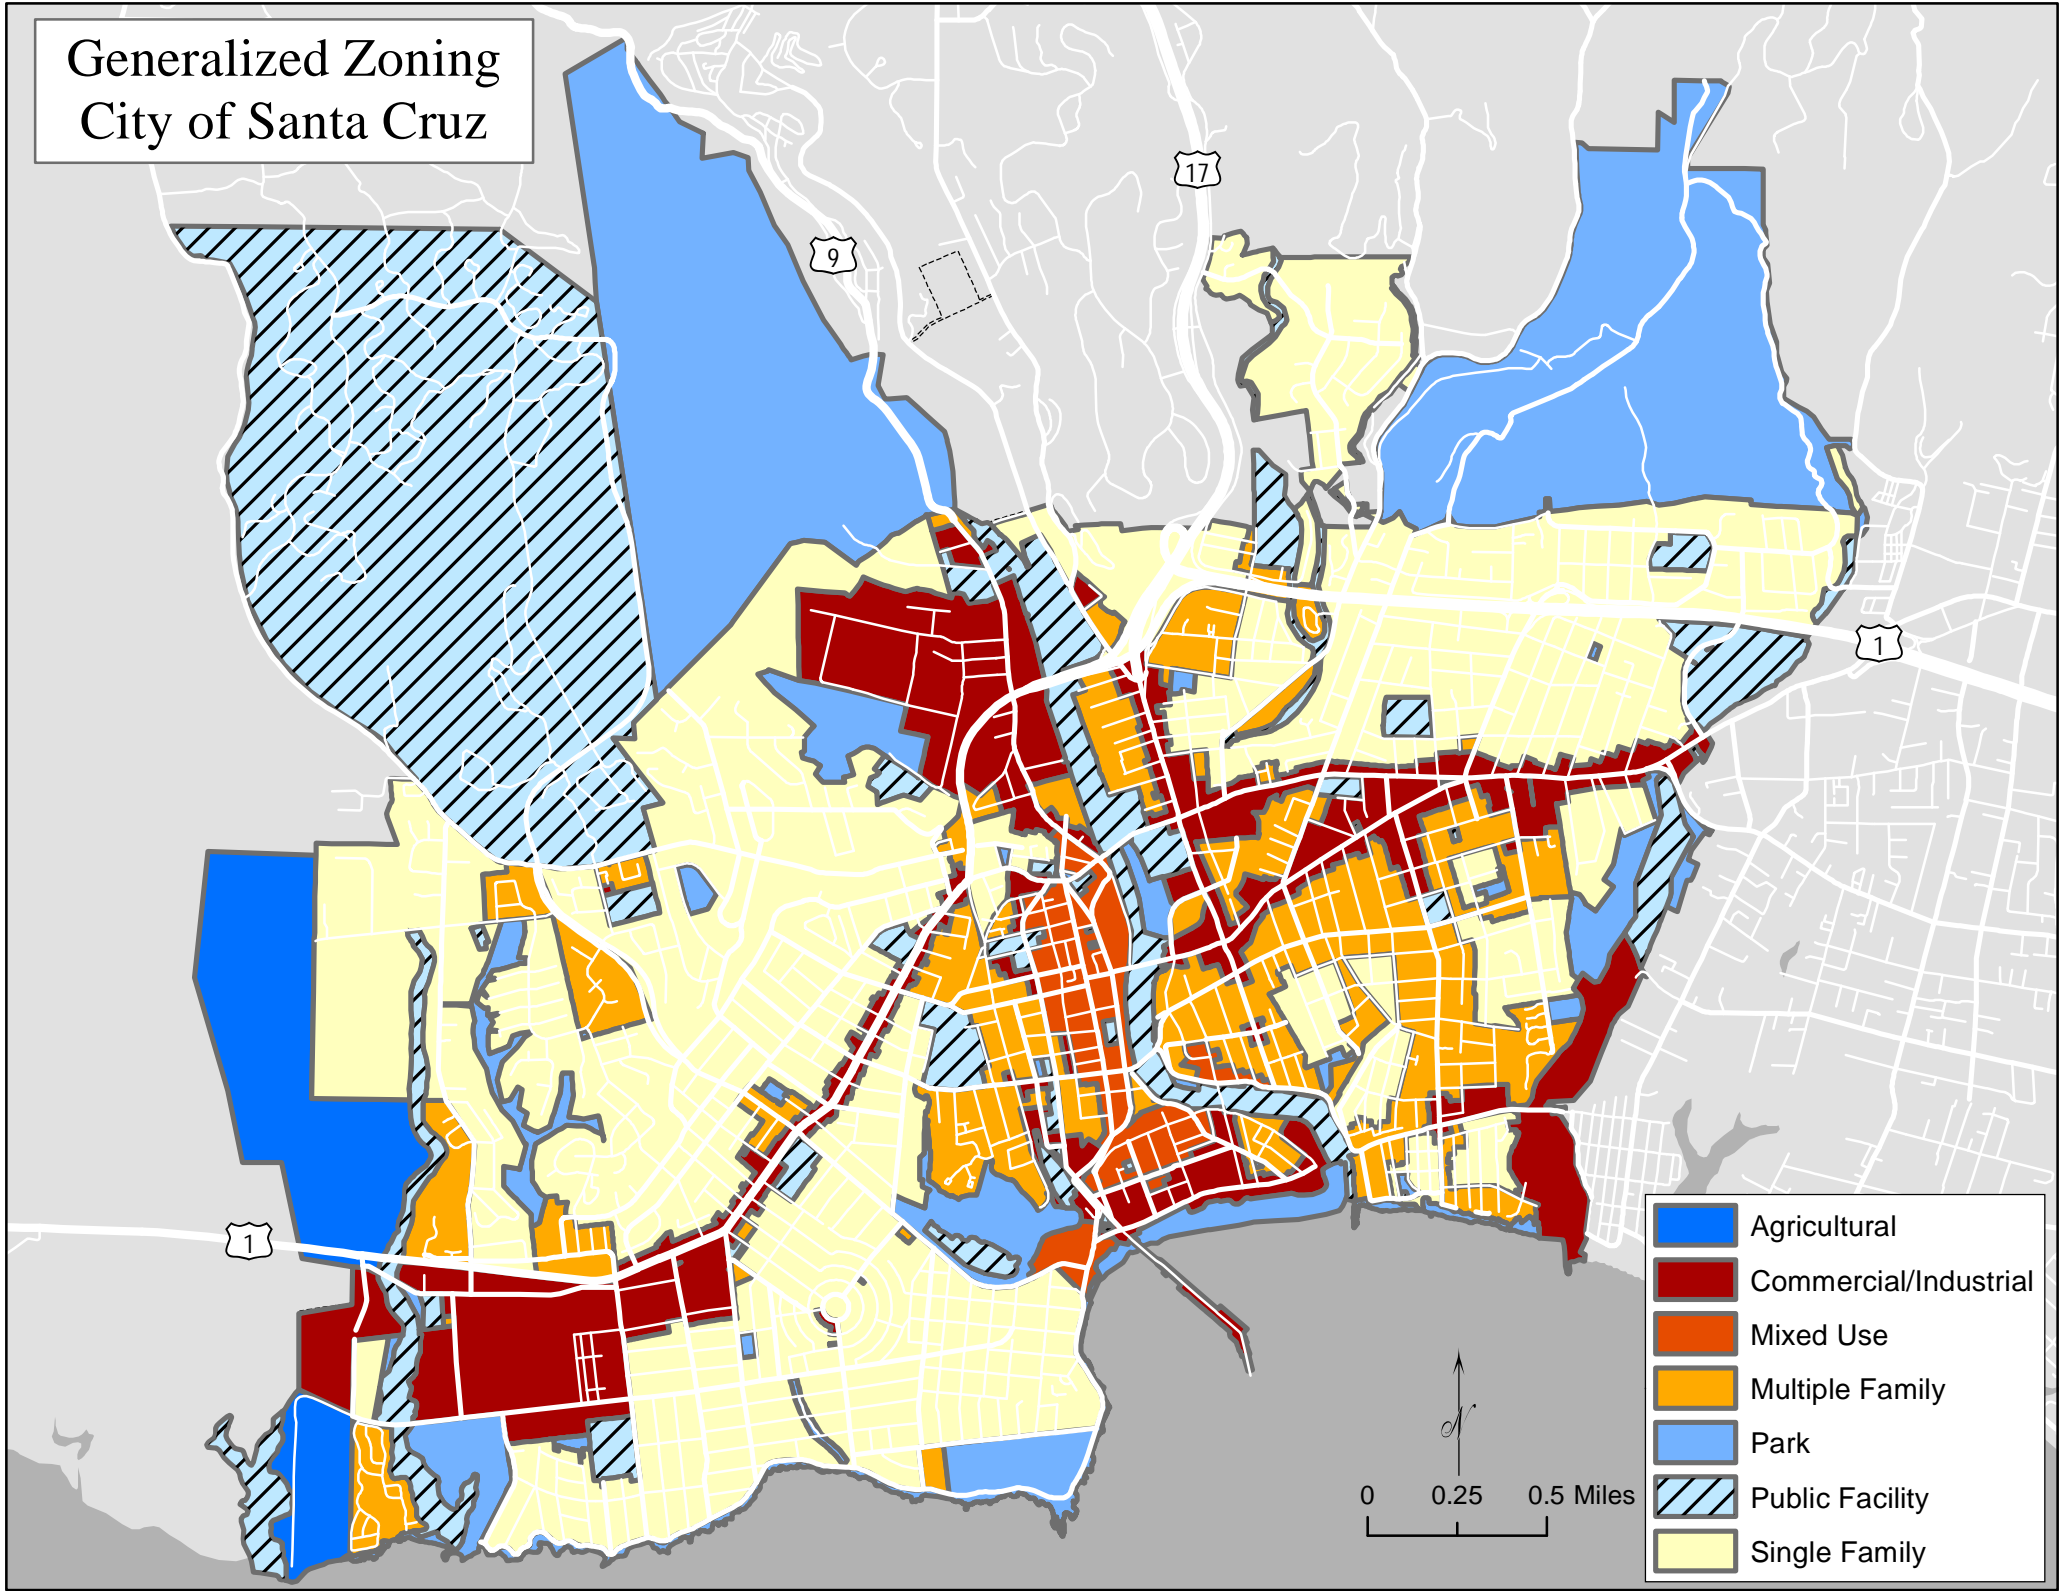 Generalized Zoning
City of Santa Cruz
17
9
1
1
Agricultural
Commercial/Industrial
Mixed Use
Multiple Family
Park
Public Facility
Single Family
N
0 0.25 0.5 Miles